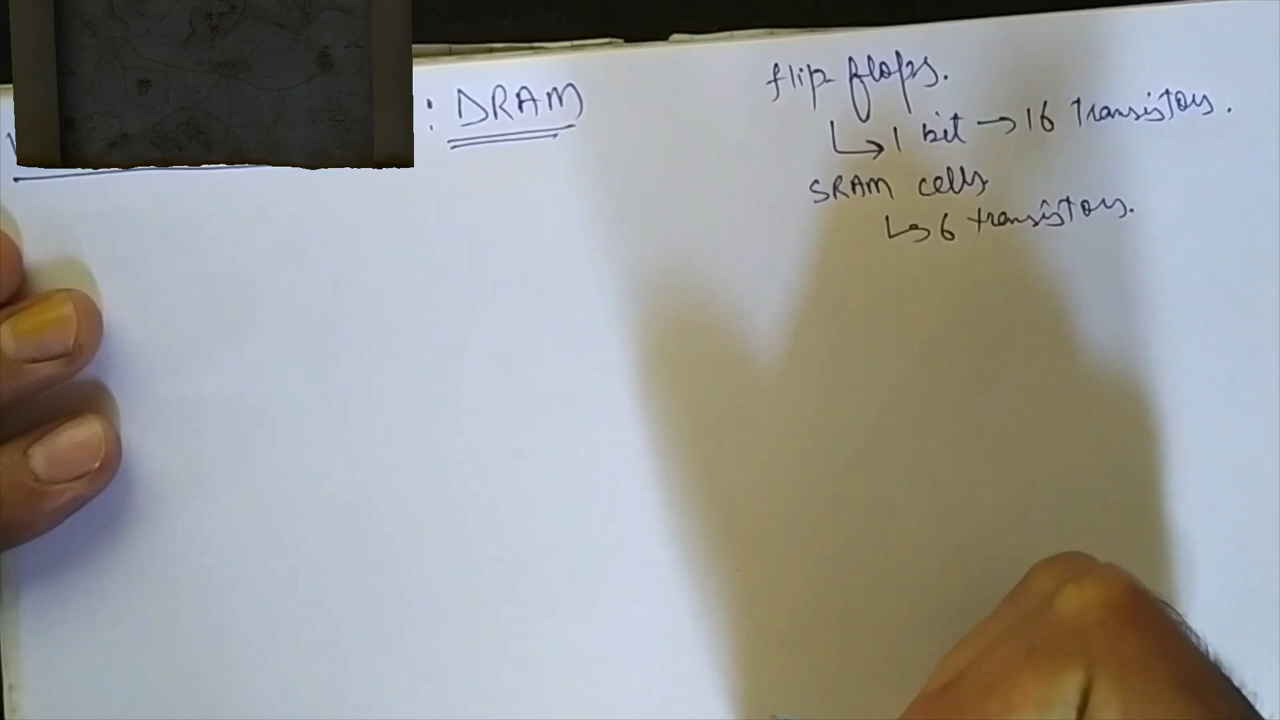 : DRAM
flip flops.
↳ 1 bit → 16 transistors.
SRAM cells
↳ 6 transistors.